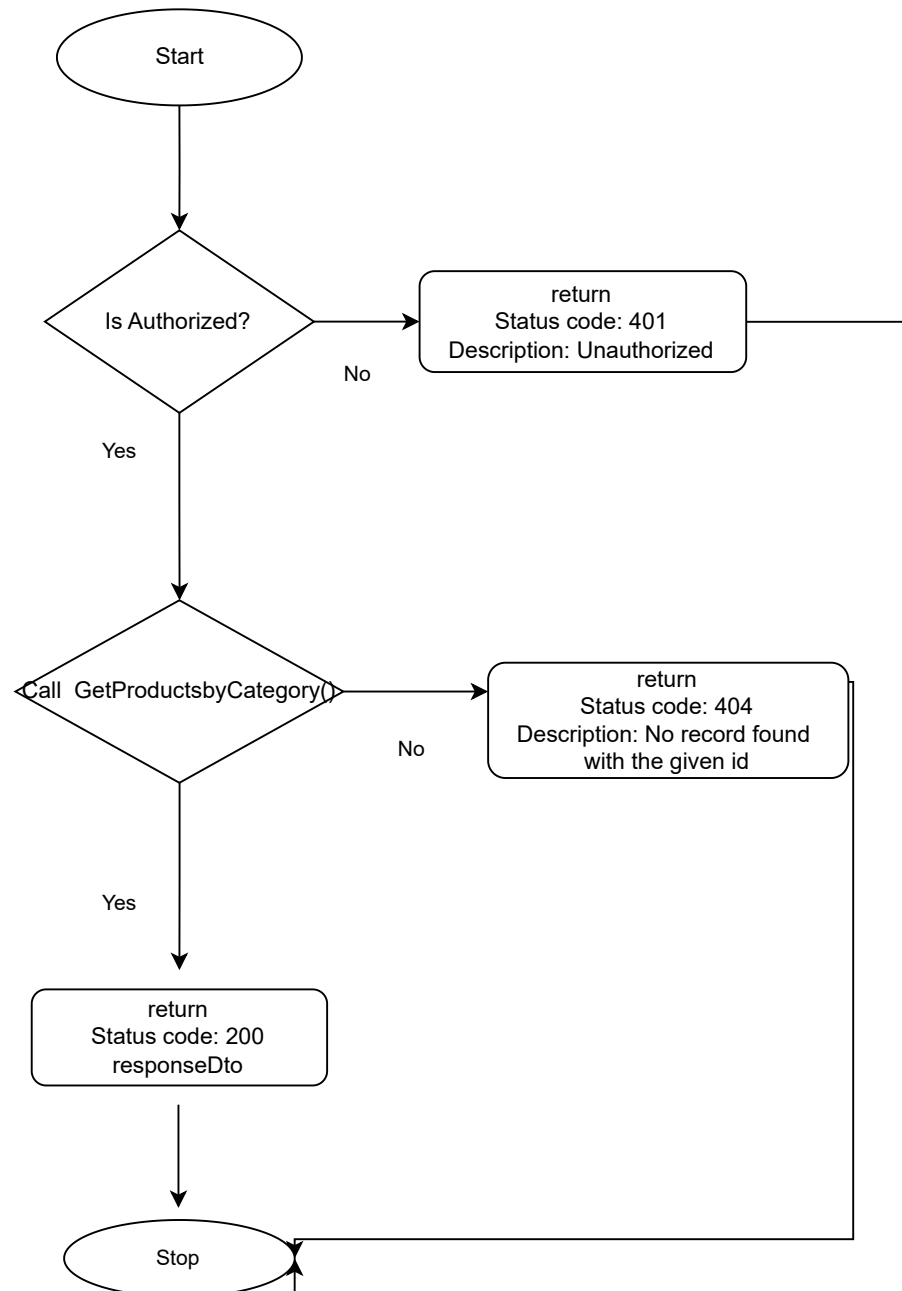 Start
Is Authorized?
return
Status code: 401
Description: Unauthorized
No
Yes
Call  GetProductsbyCategory()
return
Status code: 404
Description: No record found
with the given id
No
Yes
return
Status code: 200
responseDto
Stop